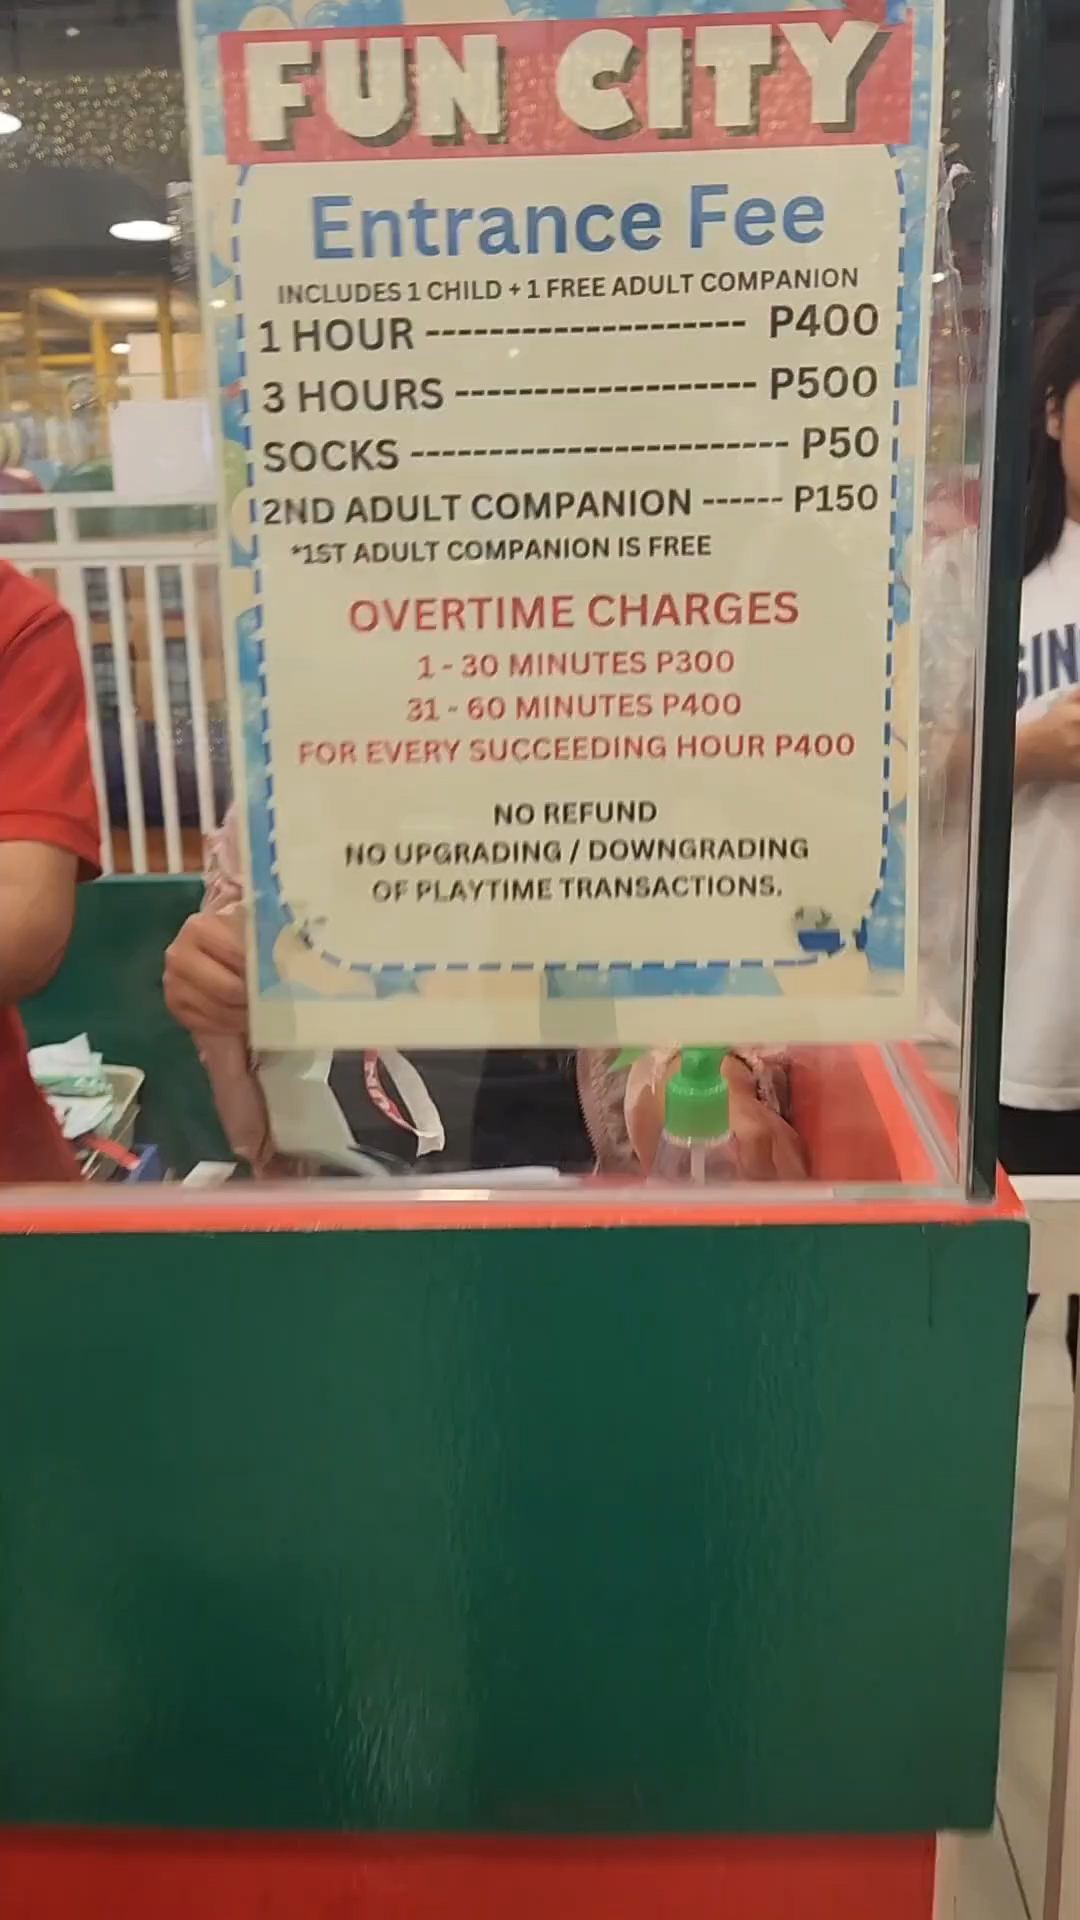 FUN CITY
Entrance Fee
INCLUDES 1 CHILD + 1 FREE ADULT COMPANION
1 HOUR --------------------- P400
3 HOURS ------------------- P500
SOCKS ------------------------ P50
2ND ADULT COMPANION ------ P150
*1ST ADULT COMPANION IS FREE
OVERTIME CHARGES
1 - 30 MINUTES P300
31 - 60 MINUTES P400
FOR EVERY SUCCEEDING HOUR P400
NO REFUND
NO UPGRADING / DOWNGRADING
OF PLAYTIME TRANSACTIONS.